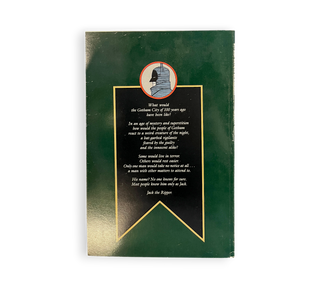 What would
the Gotham City of 100 years ago
have been like?
In an age of mystery and superstition
how would the people of Gotham
react to a weird creature of the night,
a bat-garbed vigilante
feared by the guilty
and the innocent alike?
Some would live in terror.
Others would rest easier.
Only one man would take no notice at all . . .
a man with other matters to attend to.
His name? No one knows for sure.
Most people know him only as Jack.
Jack the Ripper.